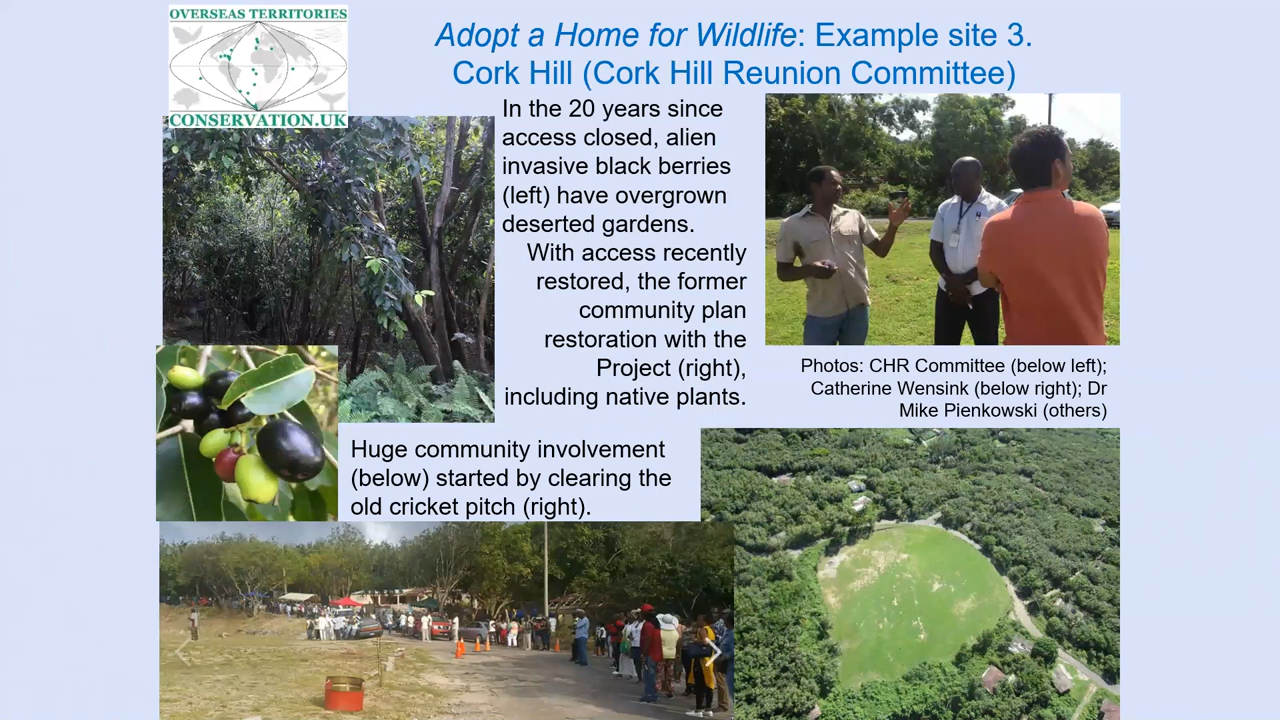 OVERSEAS TERRITORIES
CONSERVATION.UK
Adopt a Home for Wildlife: Example site 3.
Cork Hill (Cork Hill Reunion Committee)
In the 20 years since
access closed, alien
invasive black berries
(left) have overgrown
deserted gardens.
With access recently
restored, the former
community plan
restoration with the
Project (right),
including native plants.
Photos: CHR Committee (below left);
Catherine Wensink (below right); Dr
Mike Pienkowski (others)
Huge community involvement
(below) started by clearing the
old cricket pitch (right).